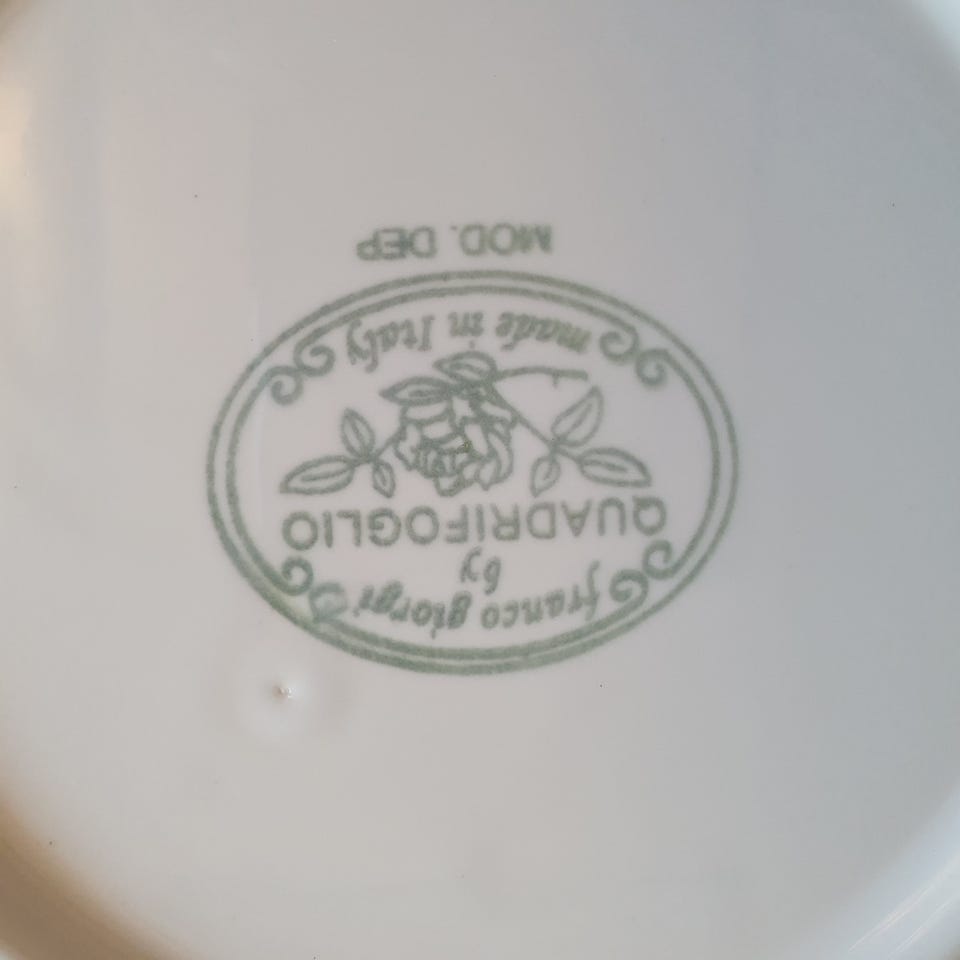 franco giorgi
by
QUADRIFOGLIO
made in Italy
MOD. DEP